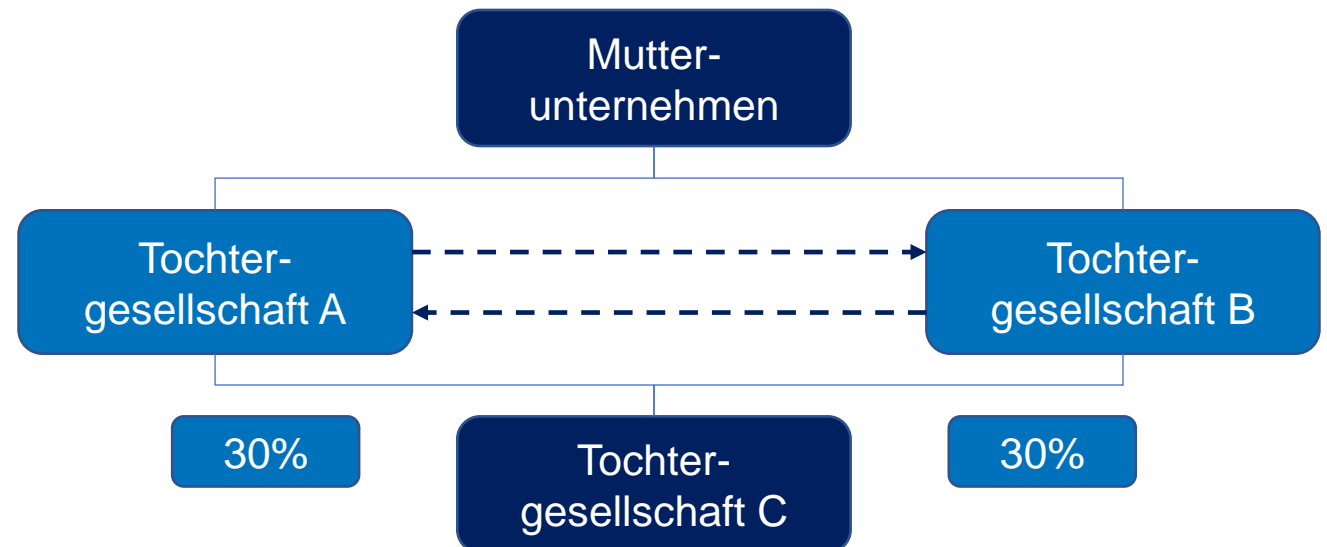 Mutter-
unternehmen
Tochter-
gesellschaft A
Tochter-
gesellschaft B
30%
Tochter-
gesellschaft C
30%